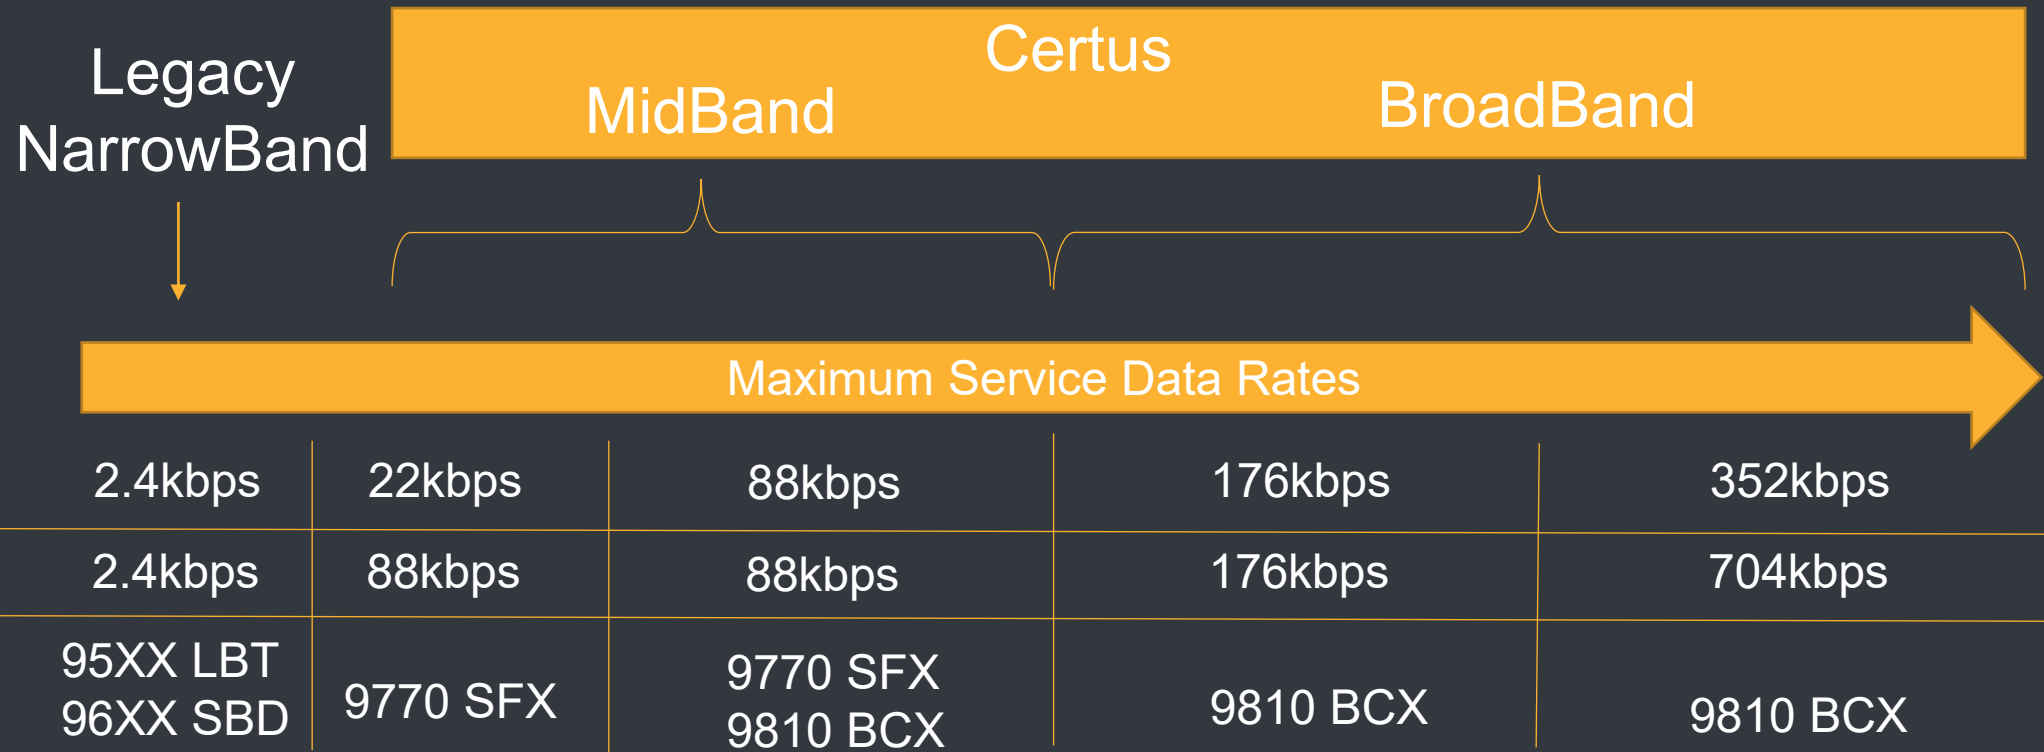 Legacy
NarrowBand
Certus
MidBand
BroadBand
Maximum Service Data Rates
2.4kbps 22kbps 88kbps 176kbps 352kbps
2.4kbps 88kbps 88kbps 176kbps 704kbps
95XX LBT
96XX SBD
9770 SFX
9770 SFX
9810 BCX
9810 BCX
9810 BCX